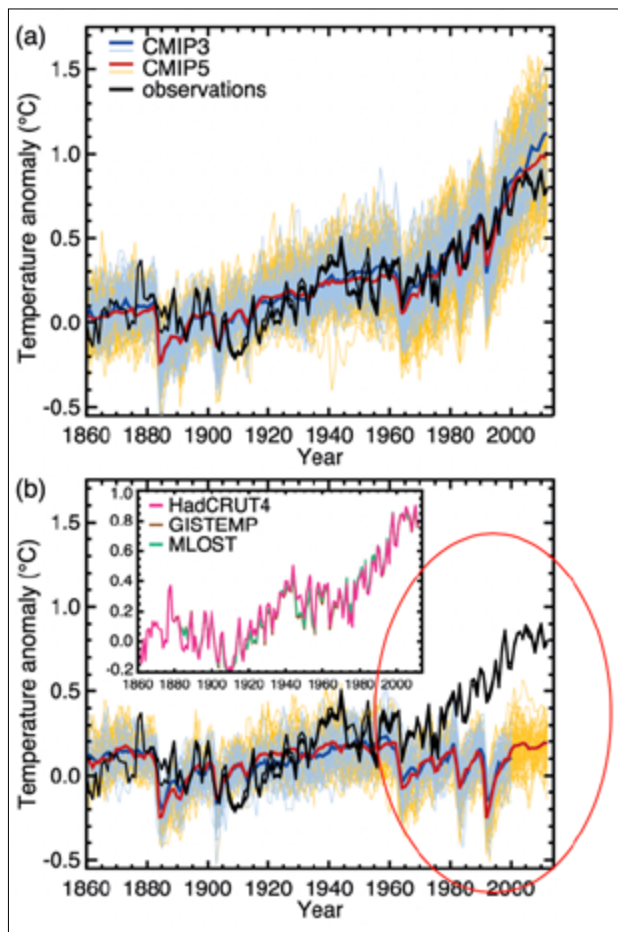 (a)
CMIP3
CMIP5
observations
1.5
1.0
0.5
0.0
-0.5
Temperature anomaly (°C)
1860 1880 1900 1920 1940 1960 1980 2000
Year
(b)
1.0
HadCRUT4
0.8
GISTEMP
0.6
MLOST
0.4
0.2
0.0
-0.2
1860 1880 1900 1920 1940 1960 1980 2000
1.5
1.0
0.5
0.0
-0.5
Temperature anomaly (°C)
1860 1880 1900 1920 1940 1960 1980 2000
Year